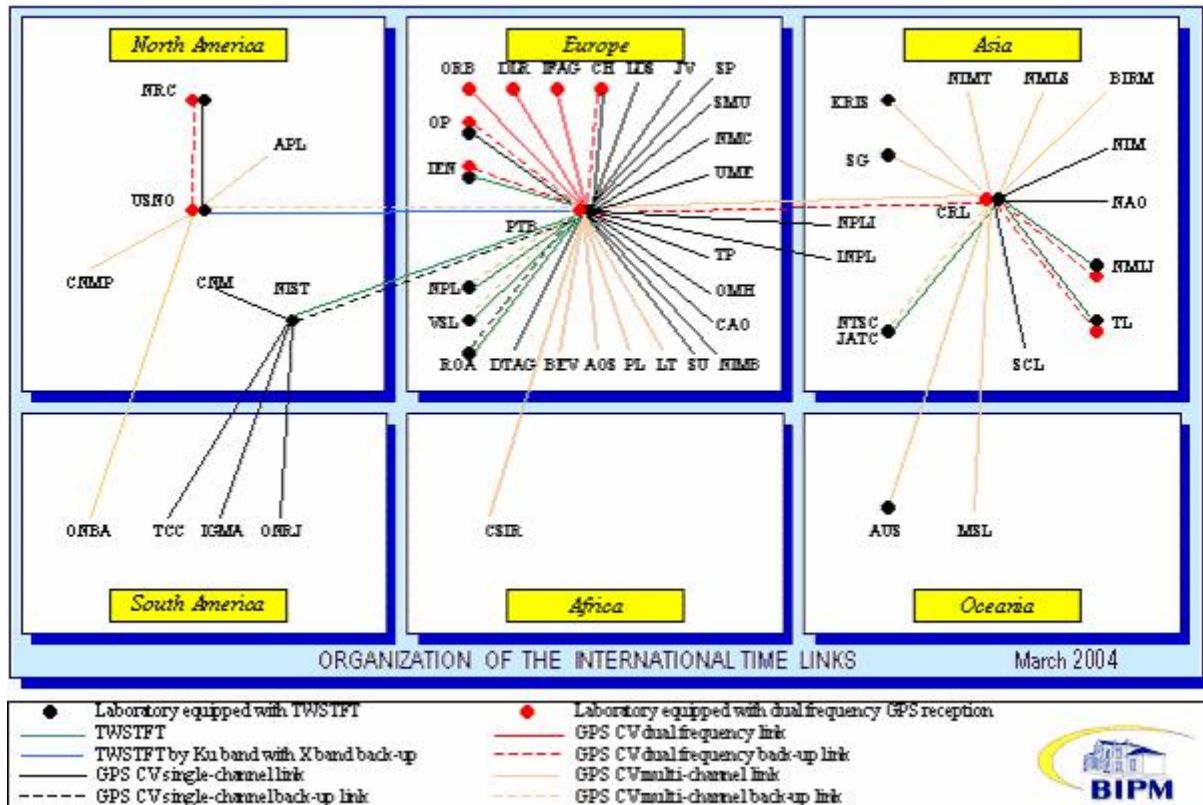 North America
Europe
Asia
NRC
APL
USNO
CNMP
CNM
NIST
ORB
DLR
IFAG
CH
LDS
JV
SP
SMU
OP
NMC
IEN
UME
PTB
NPLI
INPL
TP
NPL
OMH
VSL
CAO
ROA
DTAG
BEV
AOS
PL
LT
SU
NIMB
NIMT
NMLS
BIRM
KRIS
NIM
SG
NAO
CRL
NMIJ
NTSC
JATC
TL
SCL
ONBA
TCC
IGMA
ONRJ
CSIR
AUS
MSL
South America
Africa
Oceania
ORGANIZATION OF THE INTERNATIONAL TIME LINKS
March 2004
Laboratory equipped with TWSTFT
Laboratory equipped with dual frequency GPS reception
TWSTFT
GPS CV dual frequency link
TWSTFT by Ku band with X band back-up
GPS CV dual frequency back-up link
GPS CV single-channel link
GPS CV multi-channel link
GPS CV single-channel back-up link
GPS CV multi-channel back-up link
BIPM